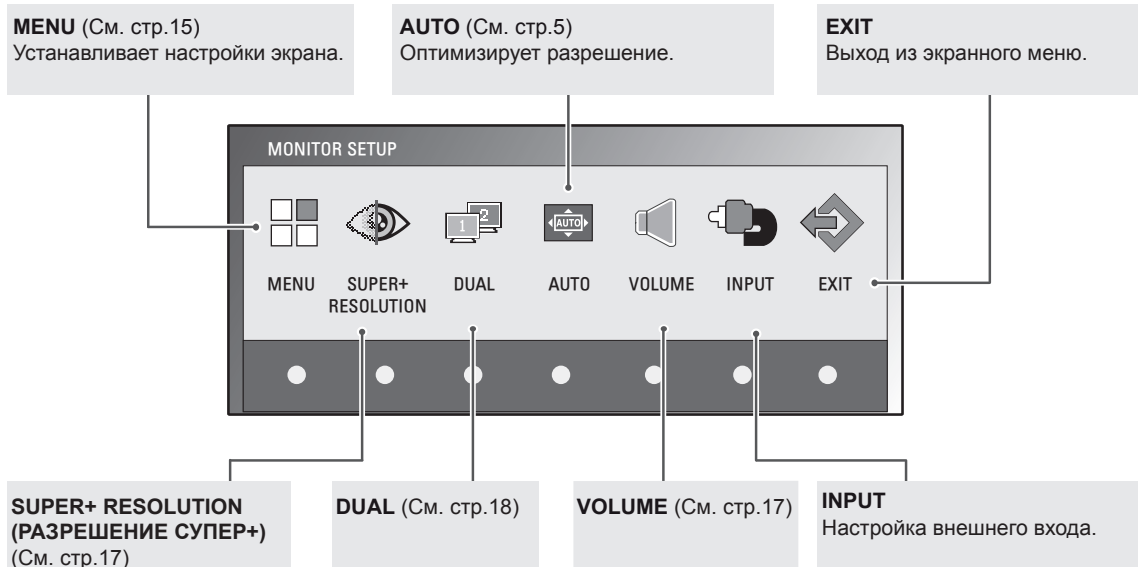 MENU (См. стр.15)
Устанавливает настройки экрана.
AUTO (См. стр.5)
Оптимизирует разрешение.
EXIT
Выход из экранного меню.
MONITOR SETUP
1
2
AUTO
MENU
SUPER+
RESOLUTION
DUAL
AUTO
VOLUME
INPUT
EXIT
SUPER+ RESOLUTION
(РАЗРЕШЕНИЕ СУПЕР+)
(См. стр.17)
DUAL (См. стр.18)
VOLUME (См. стр.17)
INPUT
Настройка внешнего входа.